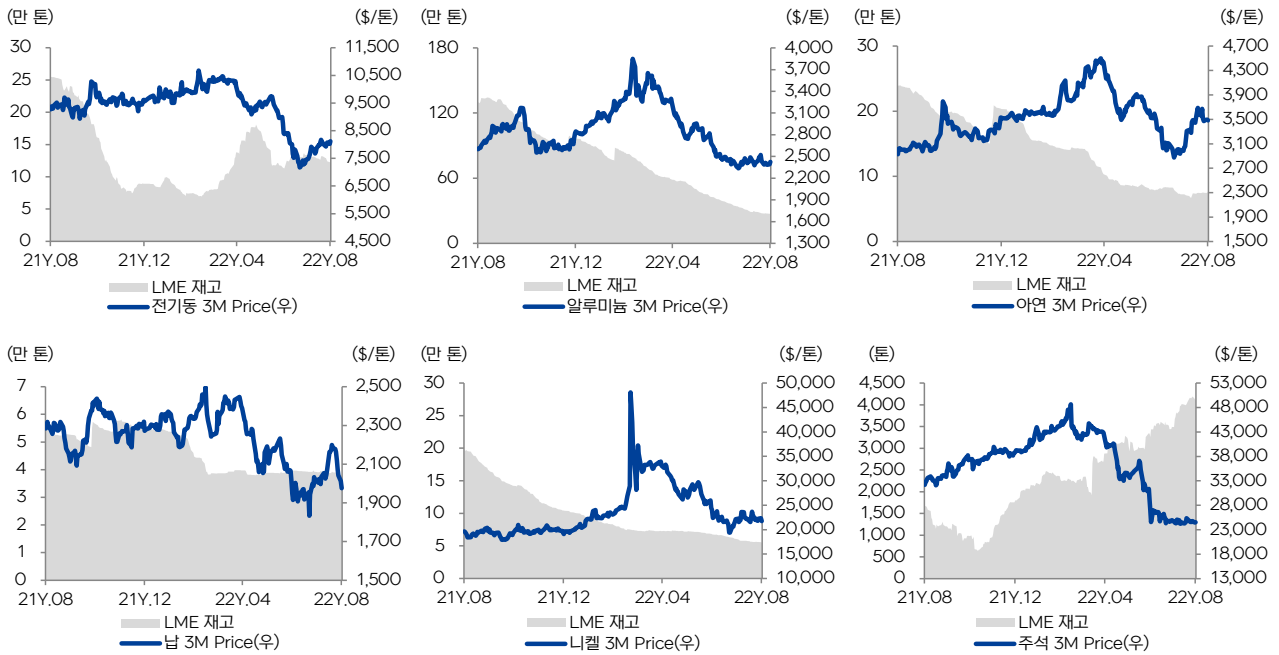 (만 톤) ($/톤)
30 11,500
25 10,500
20 9,500
15 8,500
10 7,500
5 6,500
0 5,500
4,500
21Y.08 21Y.12 22Y.04 22Y.08
LME 재고
전기동 3M Price(우)
(만 톤) ($/톤)
180 4,000
120 3,700
60 3,400
0 3,100
2,800
2,500
2,200
1,900
1,600
1,300
21Y.08 21Y.12 22Y.04 22Y.08
LME 재고
알루미늄 3M Price(우)
(만 톤) ($/톤)
30 4,700
20 4,300
10 3,900
0 3,500
3,100
2,700
2,300
1,900
1,500
21Y.08 21Y.12 22Y.04 22Y.08
LME 재고
아연 3M Price(우)
(만 톤) ($/톤)
7 2,500
6 2,300
5 2,100
4 1,900
3 1,700
2 1,500
1
0
21Y.08 21Y.12 22Y.04 22Y.08
LME 재고
납 3M Price(우)
(만 톤) ($/톤)
30 50,000
25 45,000
20 40,000
15 35,000
10 30,000
5 25,000
0 20,000
15,000
10,000
21Y.08 21Y.12 22Y.04 22Y.08
LME 재고
니켈 3M Price(우)
(톤) ($/톤)
4,500 53,000
4,000 48,000
3,500 43,000
3,000 38,000
2,500 33,000
2,000 28,000
1,500 23,000
1,000 18,000
500 13,000
0
21Y.08 21Y.12 22Y.04 22Y.08
LME 재고
주석 3M Price(우)